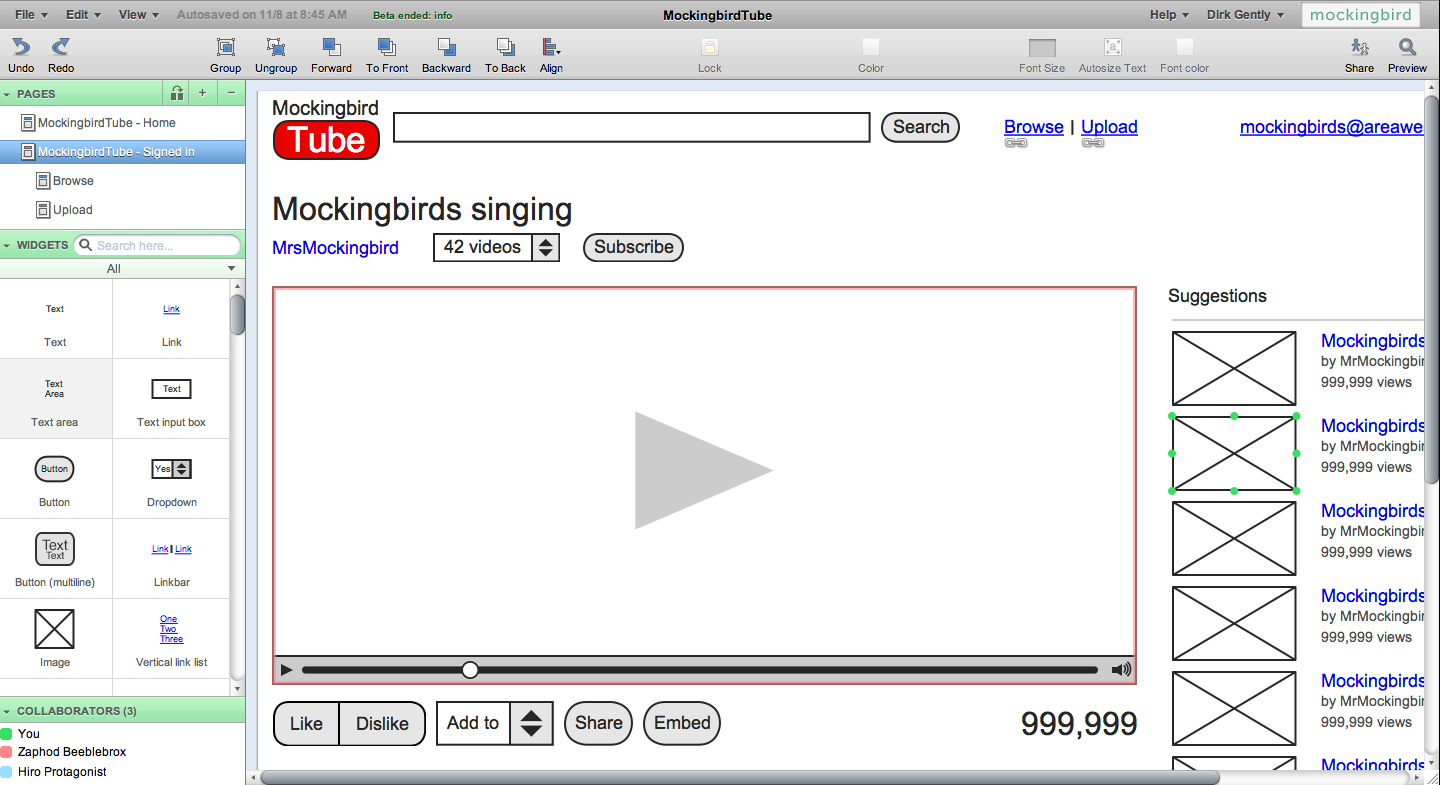 File Edit View Autosaved on 11/8 at 8:45 AM Beta ended: info MockingbirdTube Help Dirk Gently mockingbird
Undo Redo Group Ungroup Forward To Front Backward To Back Align Lock Color Font Size Autosize Text Font color Share Preview
PAGES + −
MockingbirdTube - Home
MockingbirdTube - Signed in
Browse
Upload
WIDGETS Search here...
All
Text Link
Text Link
Text
Area
Text
Text area Text input box
Button Yes
Button Dropdown
Text
Text
Link | Link
Button (multiline) Linkbar
One
Two
Three
Image Vertical link list
COLLABORATORS (3)
You
Zaphod Beeblebrox
Hiro Protagonist
Mockingbird
Tube
Search
Browse | Upload
mockingbirds@areawe
Mockingbirds singing
MrsMockingbird 42 videos Subscribe
Like Dislike Add to Share Embed 999,999
Suggestions
Mockingbirds
by MrMockingbir
999,999 views
Mockingbirds
by MrMockingbir
999,999 views
Mockingbirds
by MrMockingbir
999,999 views
Mockingbirds
by MrMockingbir
999,999 views
Mockingbirds
by MrMockingbir
999,999 views
Mockingbirds